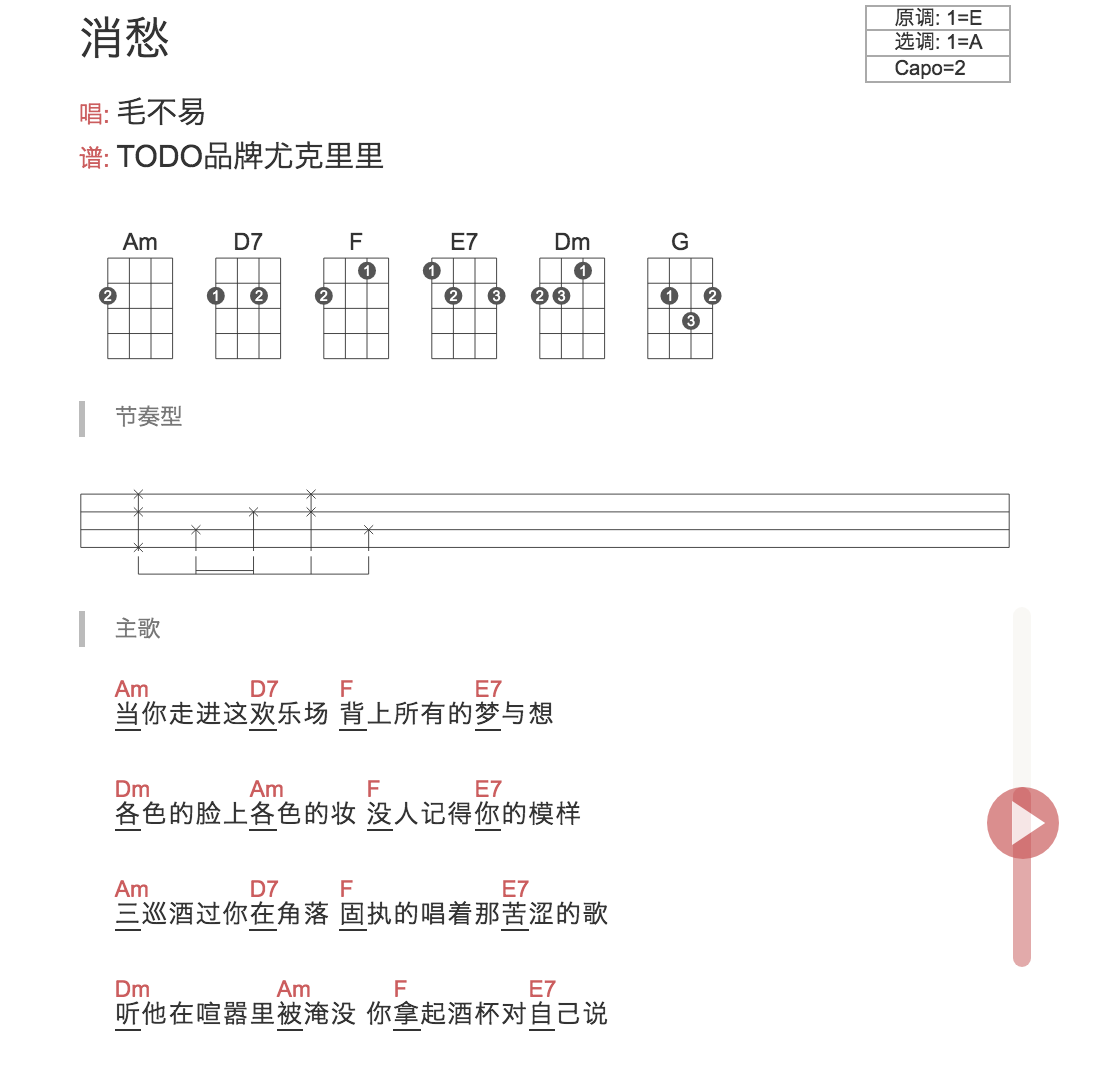 消愁
原调: 1=E
选调: 1=A
Capo=2
唱: 毛不易
谱: TODO品牌尤克里里
Am D7 F E7 Dm G
2
1 2
1 2
1 2 3
1 2 3
1 2 3
节奏型
主歌
Am D7 F E7
当你走进这欢乐场 背上所有的梦与想
Dm Am F E7
各色的脸上各色的妆 没人记得你的模样
Am D7 F E7
三巡酒过你在角落 固执的唱着那苦涩的歌
Dm Am F E7
听他在喧嚣里被淹没 你拿起酒杯对自己说